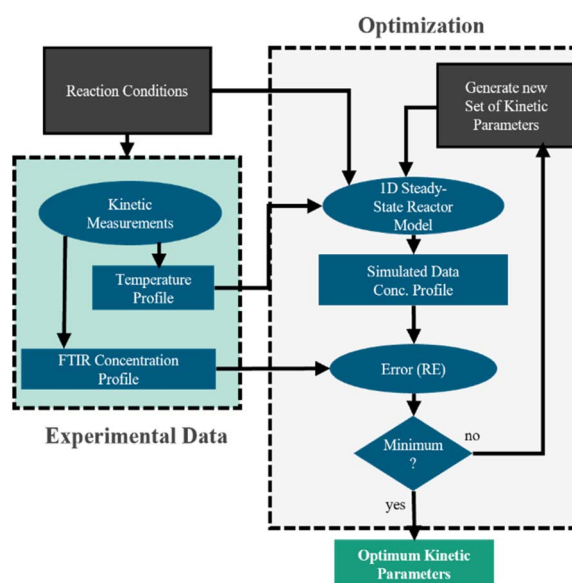 Optimization
Reaction Conditions
Generate new
Set of Kinetic
Parameters
Kinetic
Measurements
1D Steady-
State Reactor
Model
Temperature
Profile
Simulated Data
Conc. Profile
FTIR Concentration
Profile
Error (RE)
Experimental Data
Minimum
?
no
yes
Optimum Kinetic
Parameters